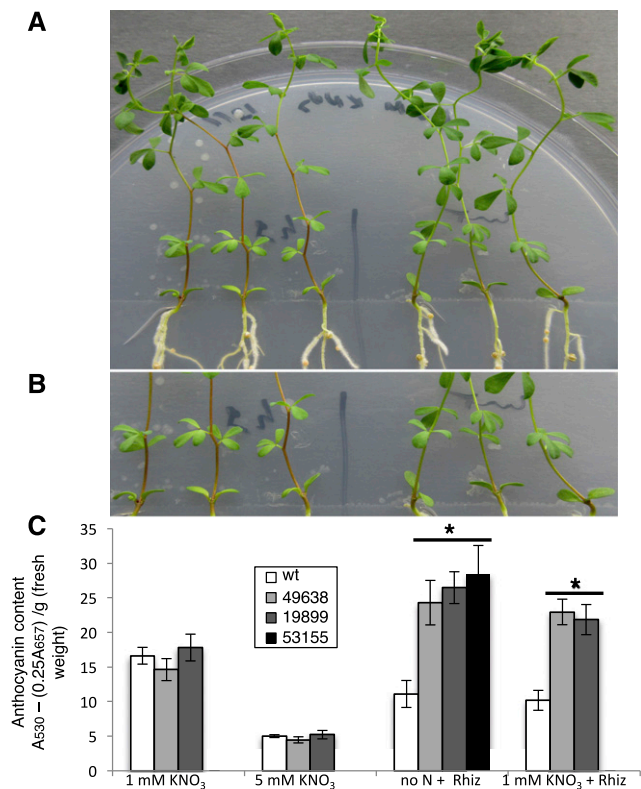 A
B
C
Anthocyanin content
A530 – (0.25A657) /g (fresh
weight)
35
30
25
20
15
10
5
0
wt
49638
19899
53155
*
*
1 mM KNO₃
5 mM KNO₃
no N + Rhiz
1 mM KNO₃ + Rhiz